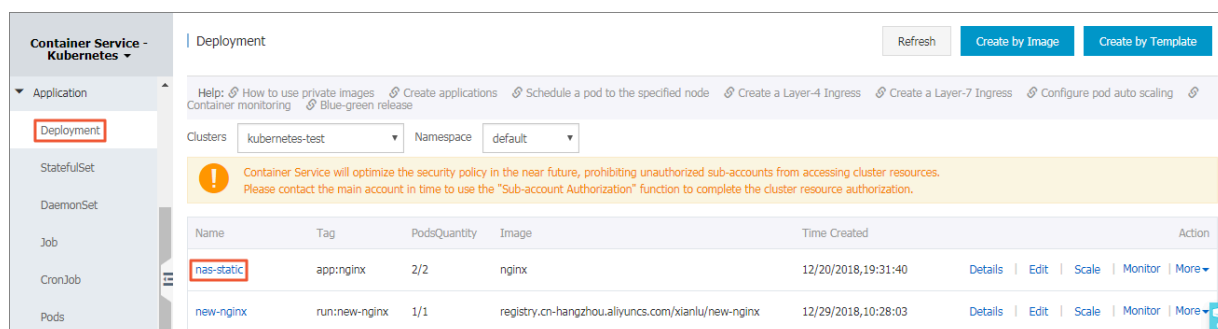 Container Service -
Kubernetes
Deployment
Refresh
Create by Image
Create by Template
Application
Help: How to use private images Create applications Schedule a pod to the specified node Create a Layer-4 Ingress Create a Layer-7 Ingress Configure pod auto scaling
Container monitoring Blue-green release
Deployment
Clusters kubernetes-test Namespace default
StatefulSet
Container Service will optimize the security policy in the near future, prohibiting unauthorized sub-accounts from accessing cluster resources.
Please contact the main account in time to use the "Sub-account Authorization" function to complete the cluster resource authorization.
DaemonSet
Name Tag PodsQuantity Image Time Created Action
Job
nas-static app:nginx 2/2 nginx 12/20/2018,19:31:40 Details | Edit | Scale | Monitor | More
CronJob
new-nginx run:new-nginx 1/1 registry.cn-hangzhou.aliyuncs.com/xianlu/new-nginx 12/29/2018,10:28:03 Details | Edit | Scale | Monitor | More
Pods